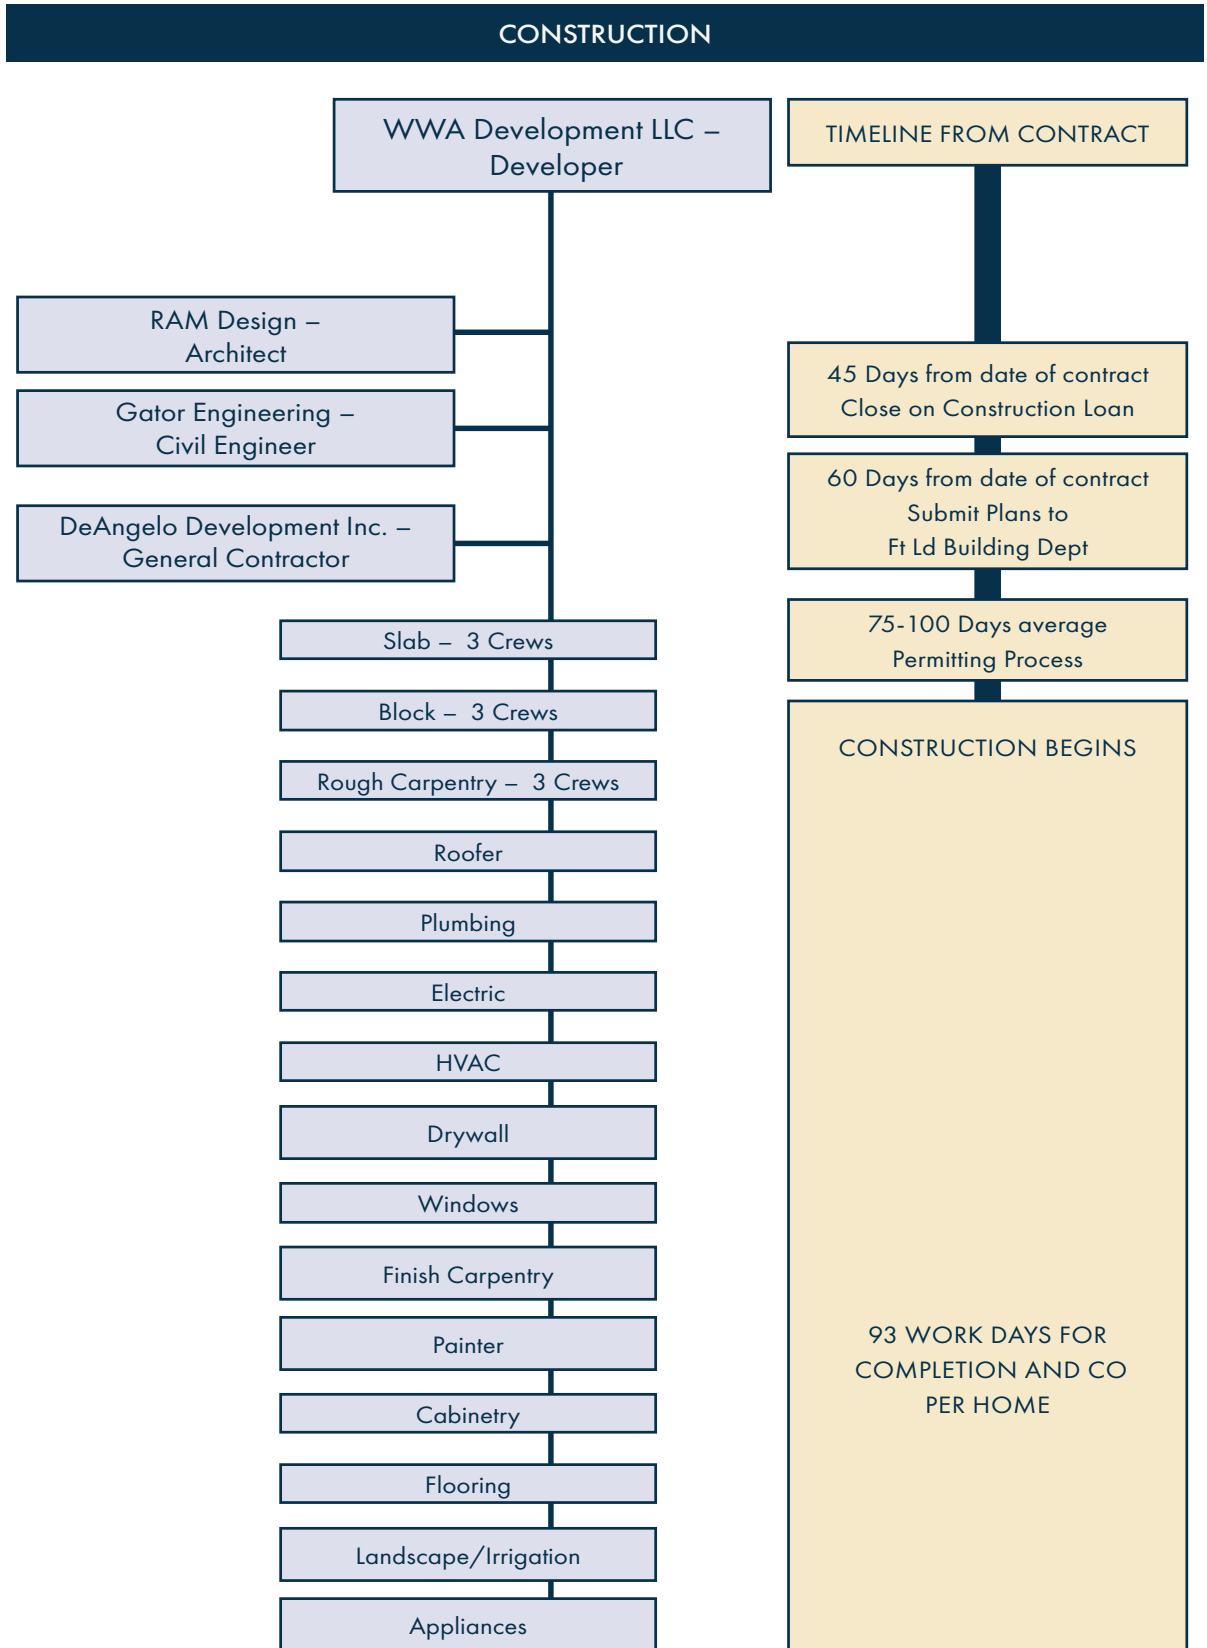 CONSTRUCTION
WWA Development LLC –
Developer
RAM Design –
Architect
Gator Engineering –
Civil Engineer
DeAngelo Development Inc. –
General Contractor
Slab –  3 Crews
Block –  3 Crews
Rough Carpentry –  3 Crews
Roofer
Plumbing
Electric
HVAC
Drywall
Windows
Finish Carpentry
Painter
Cabinetry
Flooring
Landscape/Irrigation
Appliances
TIMELINE FROM CONTRACT
45 Days from date of contract
Close on Construction Loan
60 Days from date of contract
Submit Plans to
Ft Ld Building Dept
75-100 Days average
Permitting Process
CONSTRUCTION BEGINS
93 WORK DAYS FOR
COMPLETION AND CO
PER HOME